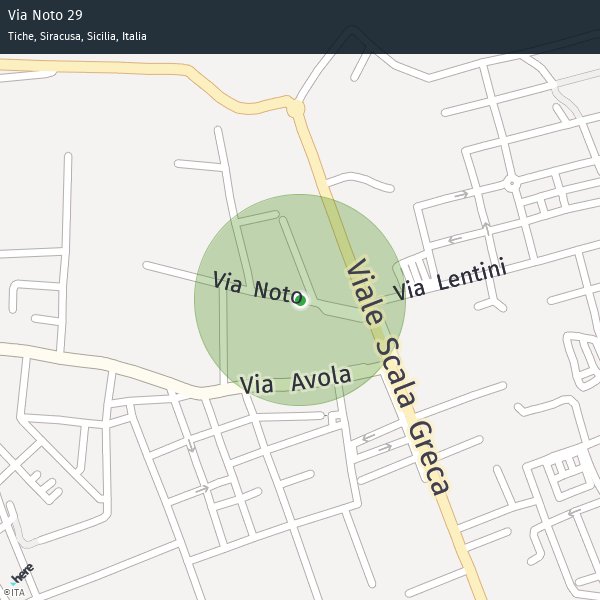 Via Noto 29
Tiche, Siracusa, Sicilia, Italia
Via Noto
Via Lentini
Viale Scala Greca
Via Avola
here
©ITA